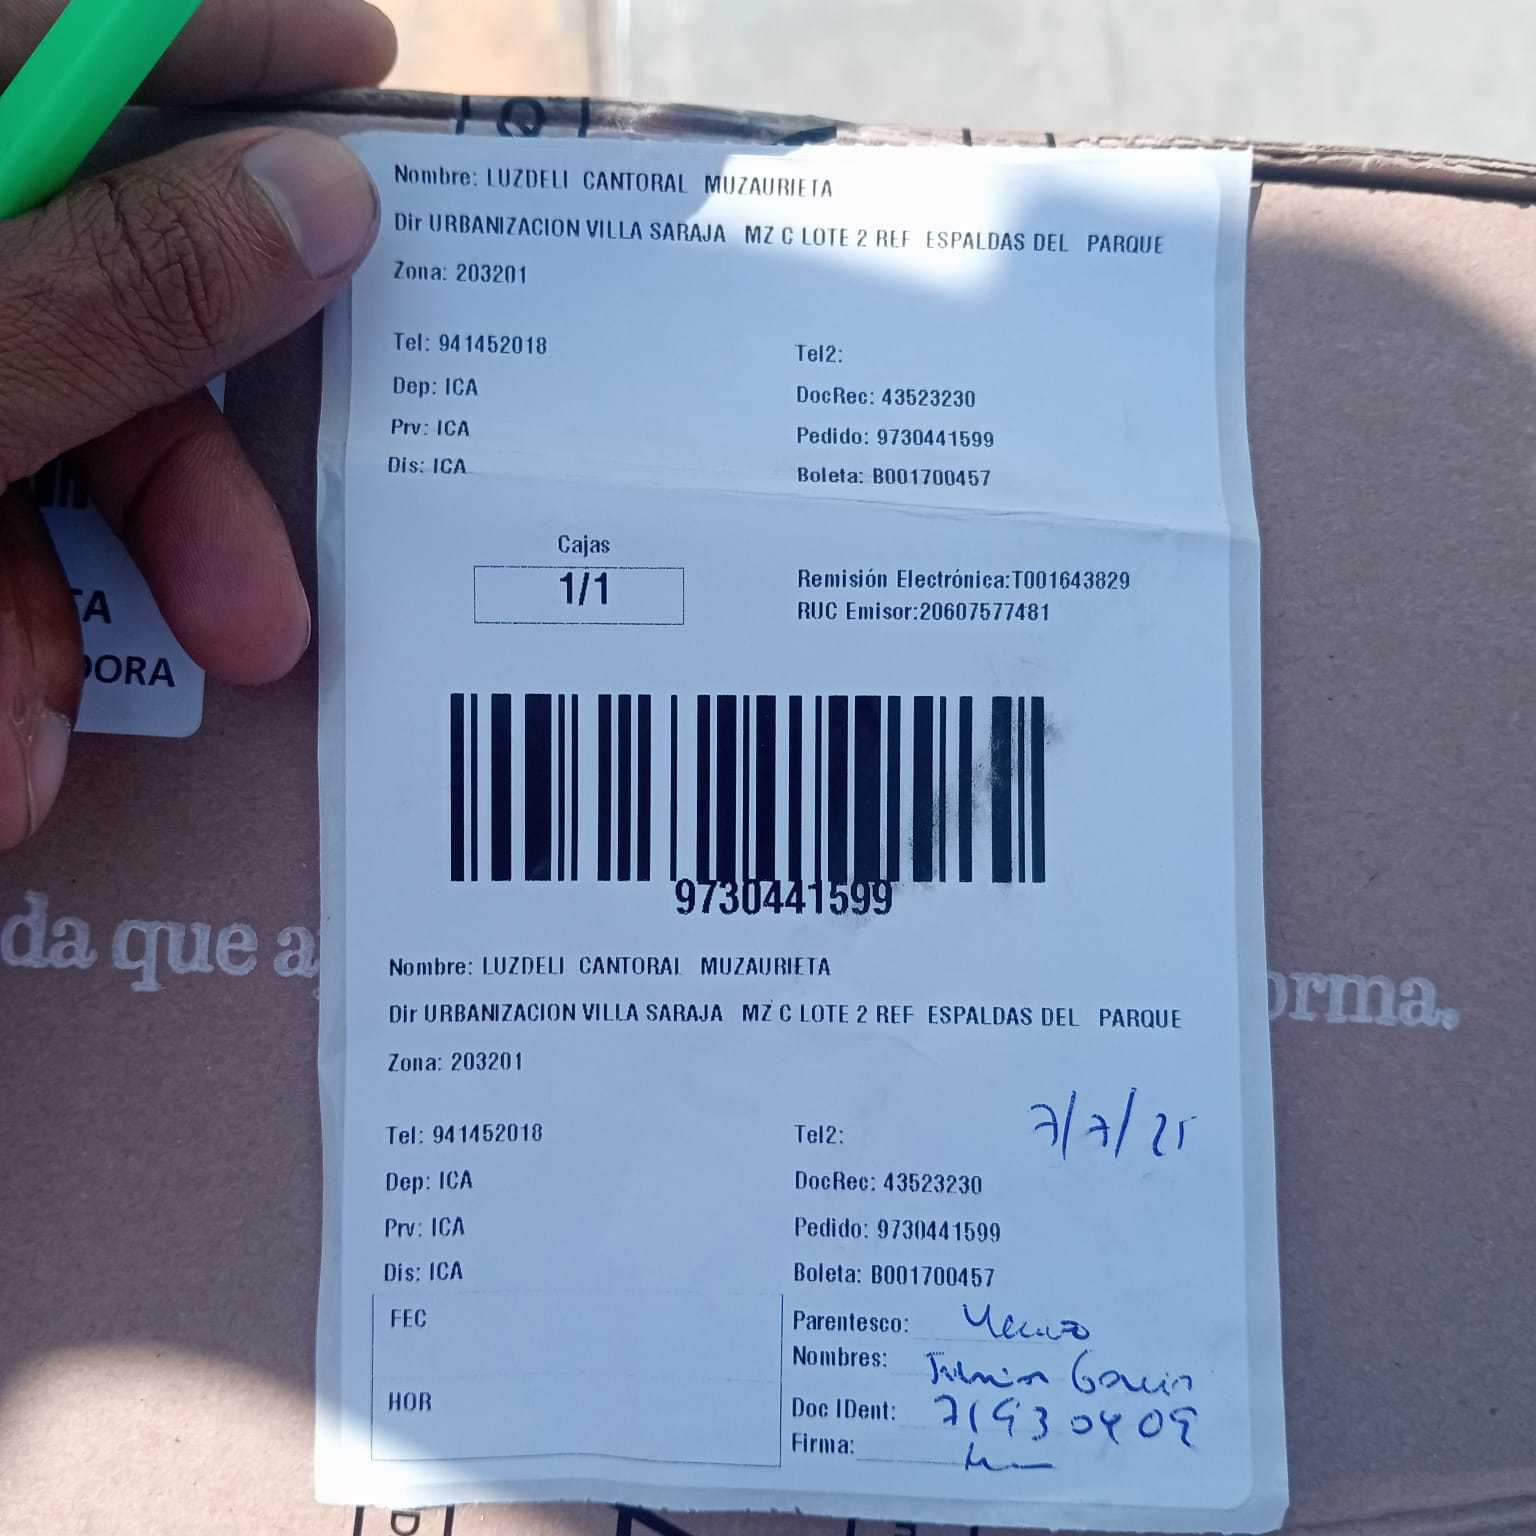 Nombre: LUZDELI CANTORAL MUZAURIETA
Dir URBANIZACION VILLA SARAJA MZ C LOTE 2 REF ESPALDAS DEL PARQUE
Zona: 203201
Tel: 941452018
Tel2:
Dep: ICA
DocRec: 43523230
Prv: ICA
Pedido: 9730441599
Dis: ICA
Boleta: B001700457
Cajas
1/1
Remisión Electrónica:T001643829
RUC Emisor:20607577481
TA
DORA
9730441599
da que a
orma.
Nombre: LUZDELI CANTORAL MUZAURIETA
Dir URBANIZACION VILLA SARAJA MZ C LOTE 2 REF ESPALDAS DEL PARQUE
Zona: 203201
7/7/25
Tel: 941452018
Tel2:
Dep: ICA
DocRec: 43523230
Prv: ICA
Pedido: 9730441599
Dis: ICA
Boleta: B001700457
FEC
HOR
Parentesco:
Nombres:
Doc IDent: 71930409
Firma: